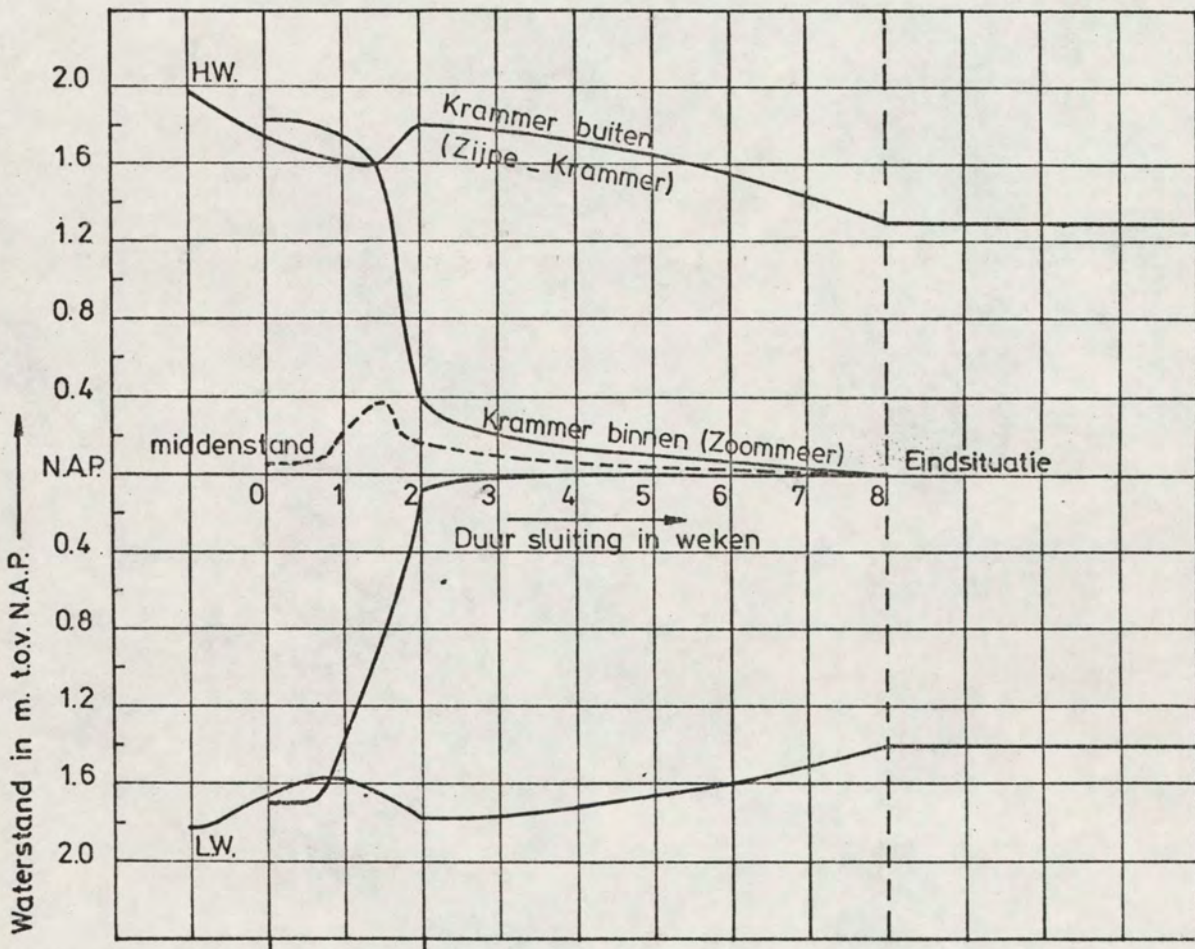 2.0
H.W.
Krammer buiten
(Zijpe - Krammer)
1.6
1.2
0.8
0.4
Krammer binnen (Zoommeer)
middenstand
N.A.P.
Eindsituatie
0 1 2 3 4 5 6 7 8
Duur sluiting in weken
0.4
0.8
1.2
1.6
L.W.
2.0
Waterstand in m. t.o.v. N.A.P.